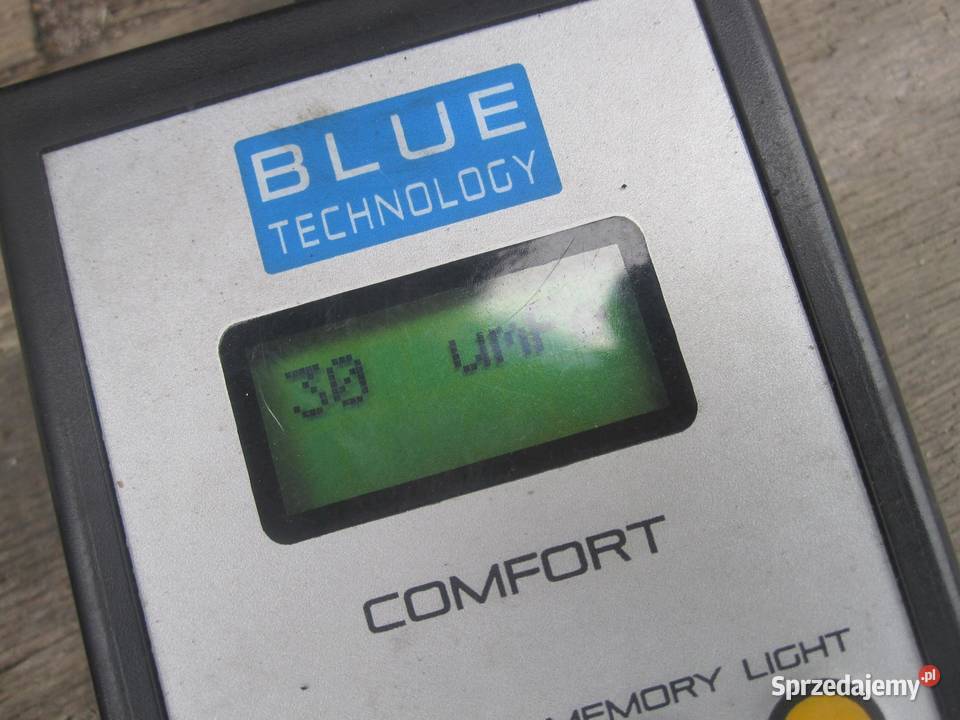 BLUE
TECHNOLOGY
30 um
COMFORT
MEMORY LIGHT
Sprzedajemy.pl